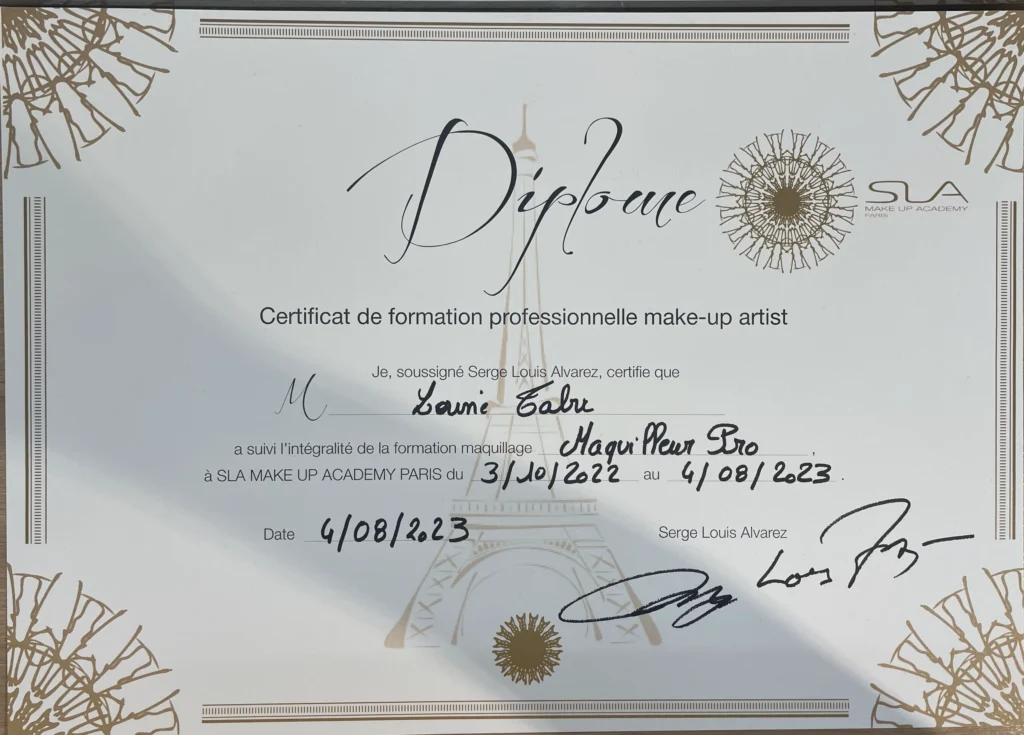 Diplome
SLA
MAKE UP ACADEMY
PARIS
Certificat de formation professionnelle make-up artist
Je, soussigné Serge Louis Alvarez, certifie que
M
a suivi l'intégralité de la formation maquillage Maquilleur Pro,
à SLA MAKE UP ACADEMY PARIS du 3/10/2022 au 4/08/2023.
Date 4/08/2023
Serge Louis Alvarez